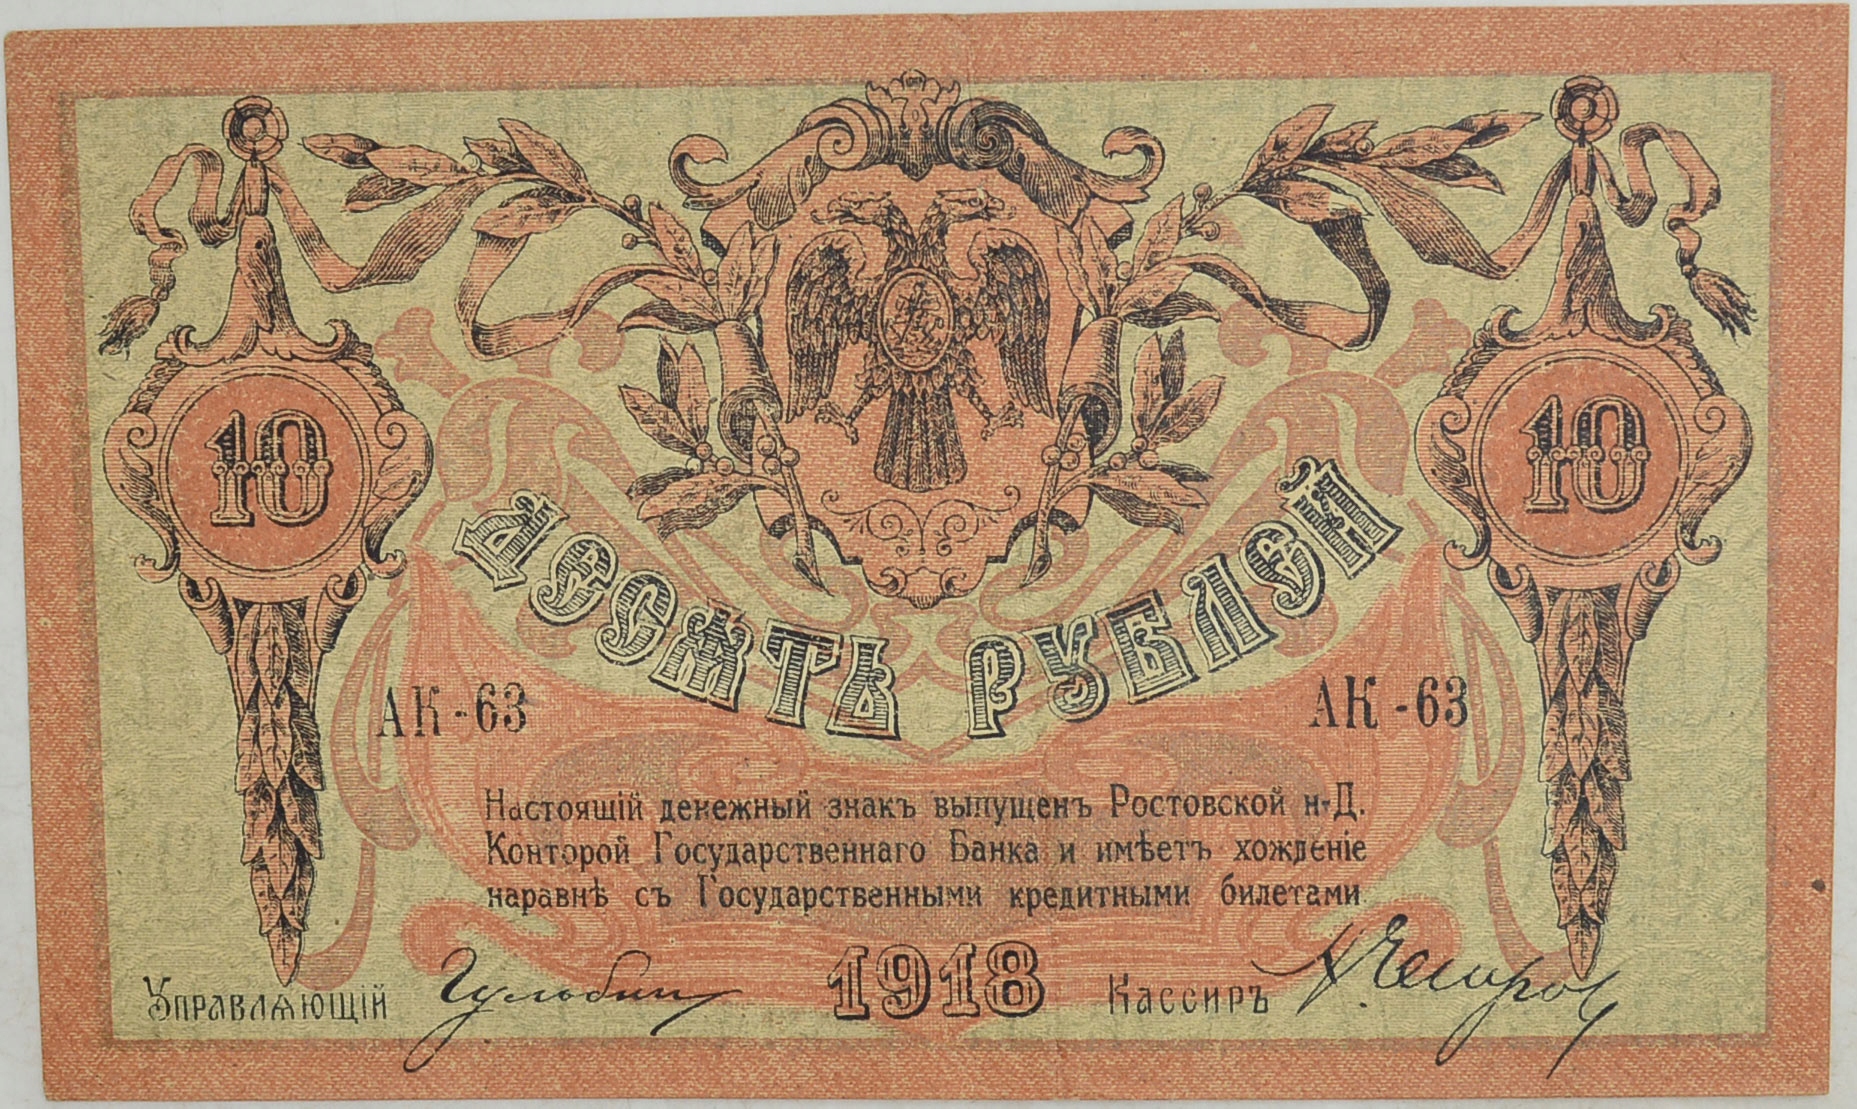 10
10
ДЕСЯТЬ РУБЛЕЙ
АК - 63
АК - 63
Настоящій денежный знакъ выпущенъ Ростовской н-Д.
Конторой Государственнаго Банка и имѣетъ хожденіе
наравнѣ съ Государственными кредитными билетами
1918
Управляющій Гульбин
Кассиръ